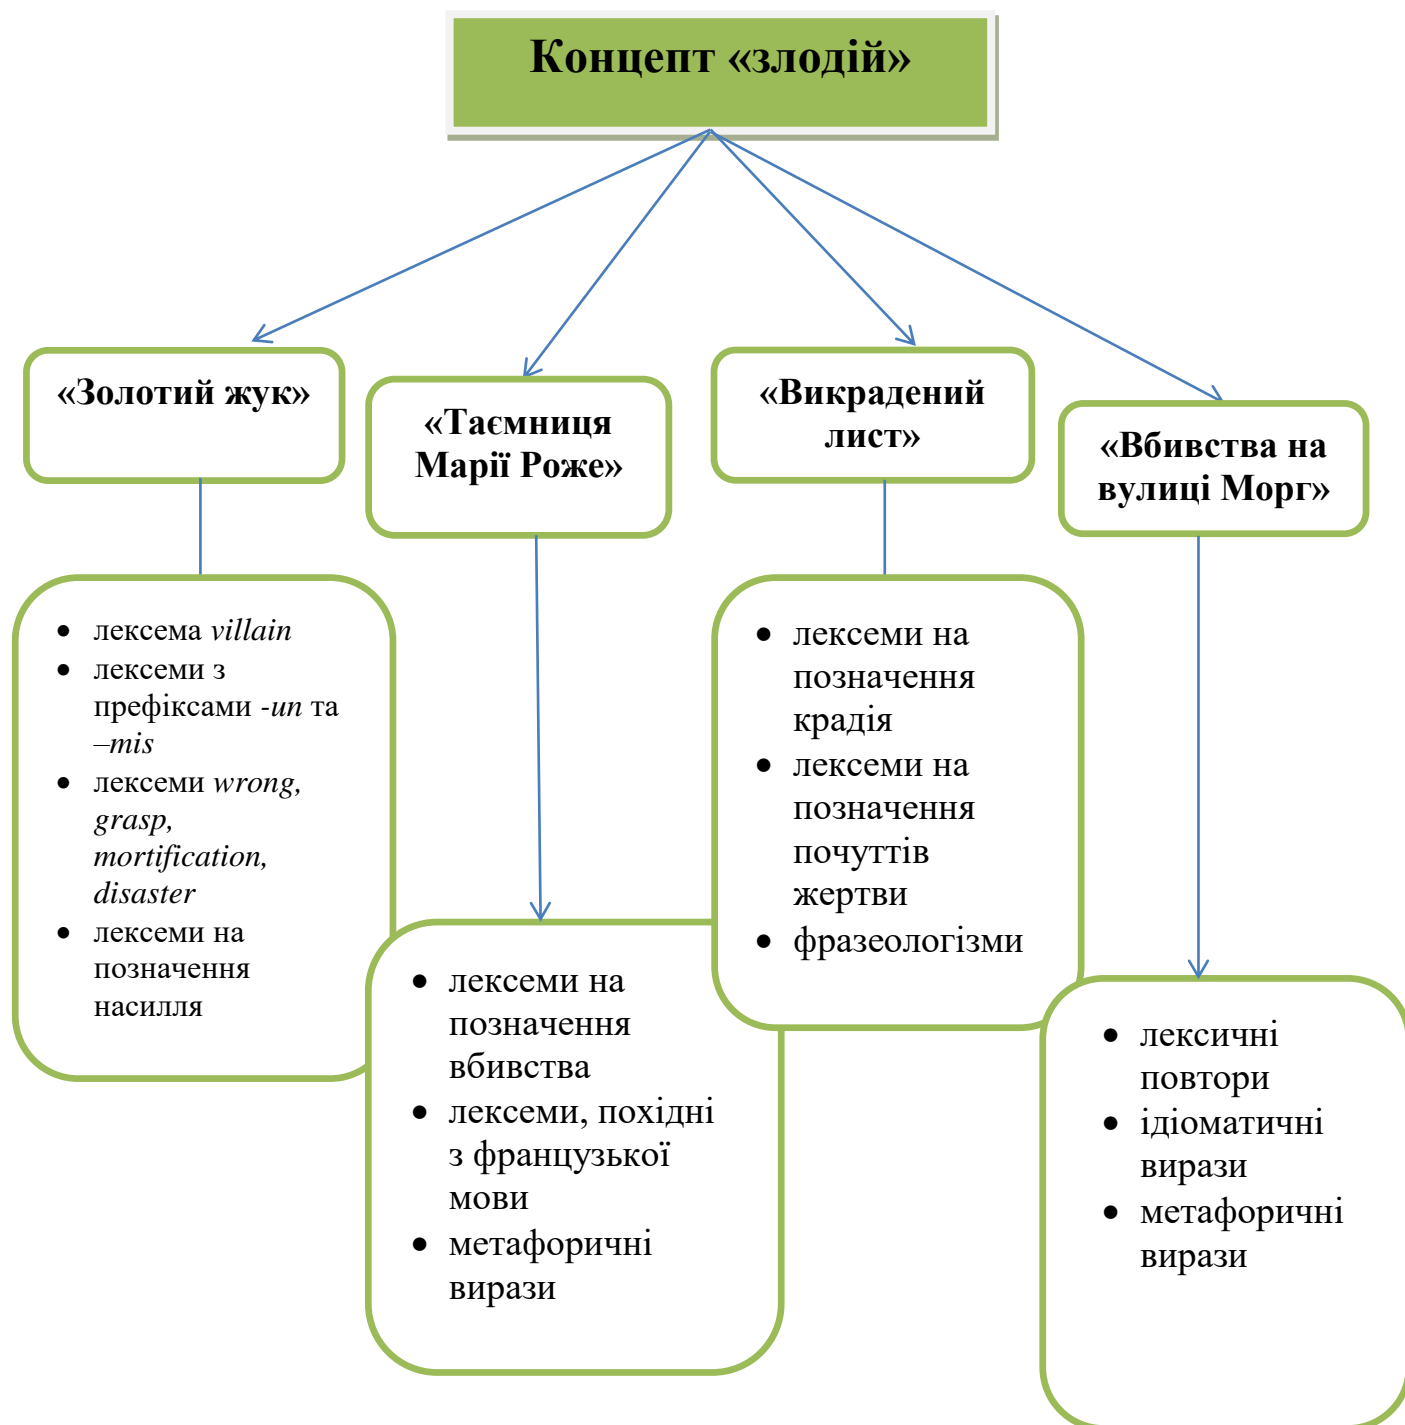 Концепт «злодій»
«Золотий жук»
«Таємниця
Марії Роже»
«Викрадений
лист»
«Вбивства на
вулиці Морг»
• лексема villain
• лексеми з
префіксами -un та
–mis
• лексеми wrong,
grasp,
mortification,
disaster
• лексеми на
позначення
насилля
• лексеми на
позначення
вбивства
• лексеми, похідні
з французької
мови
• метафоричні
вирази
• лексеми на
позначення
крадія
• лексеми на
позначення
почуттів
жертви
• фразеологізми
• лексичні
повтори
• ідіоматичні
вирази
• метафоричні
вирази